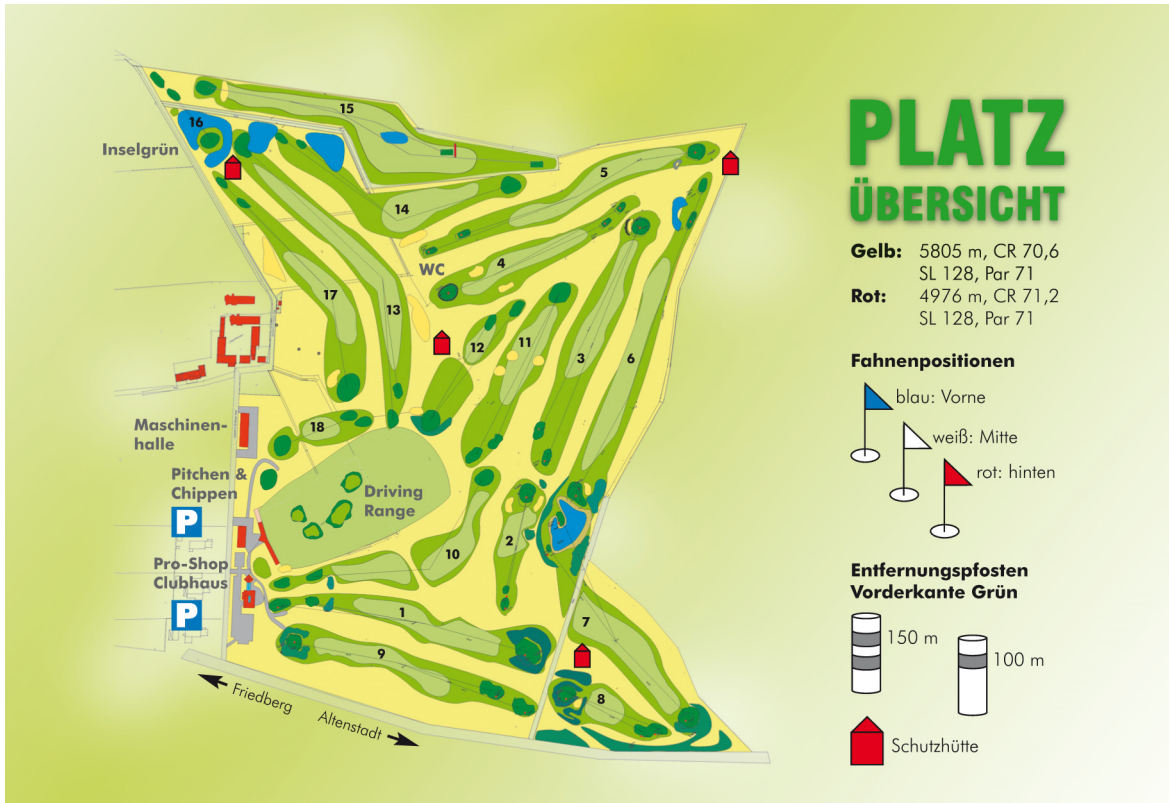 PLATZ
ÜBERSICHT
Gelb: 5805 m, CR 70,6
SL 128, Par 71
Rot: 4976 m, CR 71,2
SL 128, Par 71
Fahnenpositionen
blau: Vorne
weiß: Mitte
rot: hinten
Entfernungspfosten
Vorderkante Grün
150 m
100 m
Schutzhütte
15
16
Inselgrün
5
14
4
WC
17
13
12
11
3
6
18
Maschinen-
halle
Pitchen &
Chippen
Driving
Range
P
2
10
Pro-Shop
Clubhaus
P
1
7
9
8
Friedberg
Altenstadt